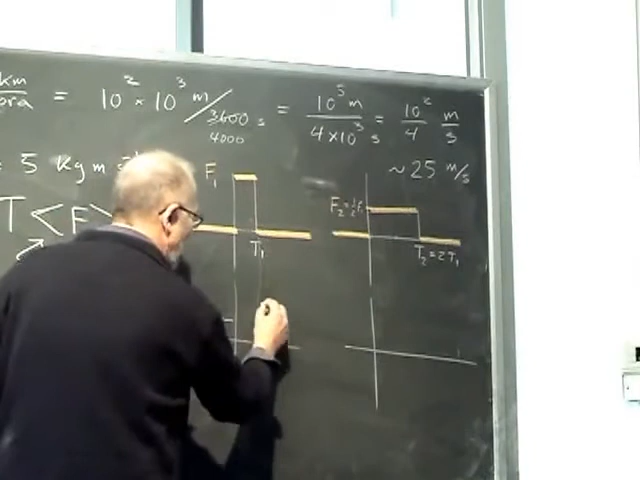 km/ora = 10² × 10³ m / 3600 s = 10⁵ m / 4×10³ s = 10²/4 m/s
4000
= 5 Kg m ~25 m/s
F₁ F₂=½F₁
T <F>
T₁ T₂=2T₁